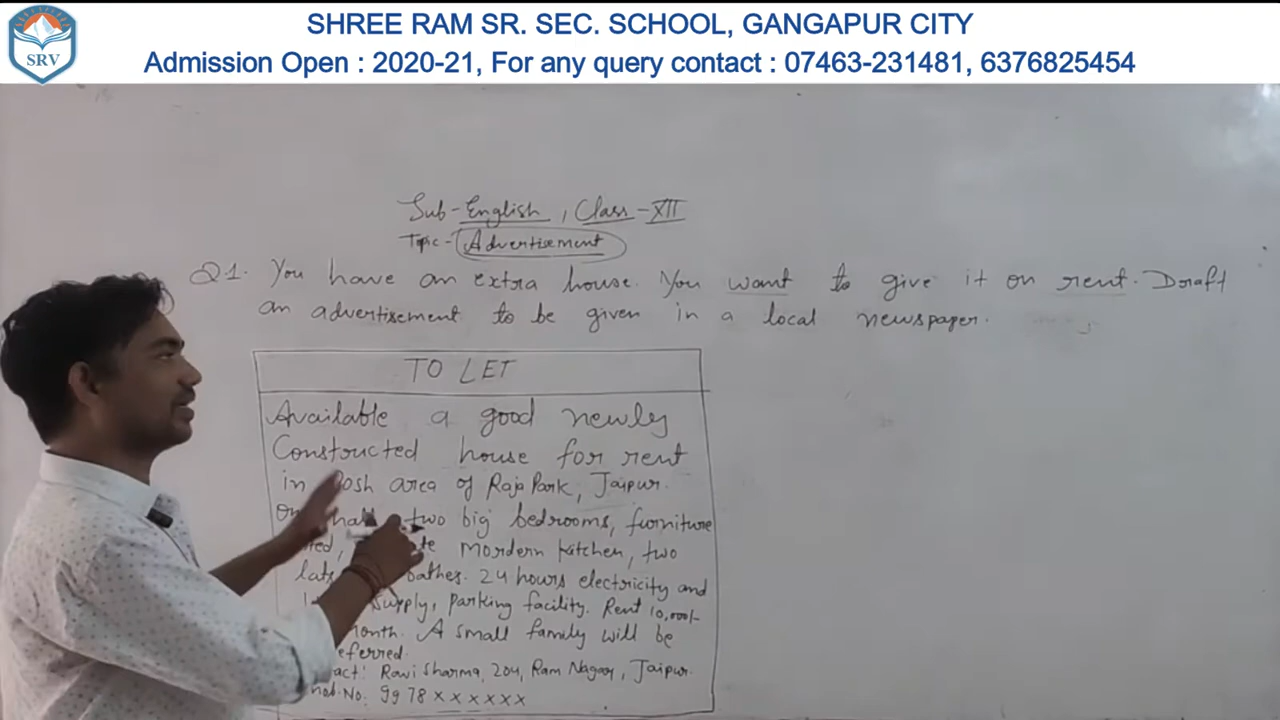 SHREE RAM SR. SEC. SCHOOL, GANGAPUR CITY
SRV
Admission Open : 2020-21, For any query contact : 07463-231481, 6376825454
Sub-English, Class-XII
Topic- Advertisement
Q1. You have an extra house. You want to give it on rent. Draft
an advertisement to be given in a local newspaper.
TO LET
Available a good newly
Constructed house for rent
in Posh area of Raja Park, Jaipur.
two big bedrooms, furniture
Mordern Kitchen, two
bathes. 24 hours electricity and
supply, parking facility. Rent 10,000/-
month. A small family will be
Ravi Sharma, 204, Ram Nagar, Jaipur.
No. 9978xxxxxx